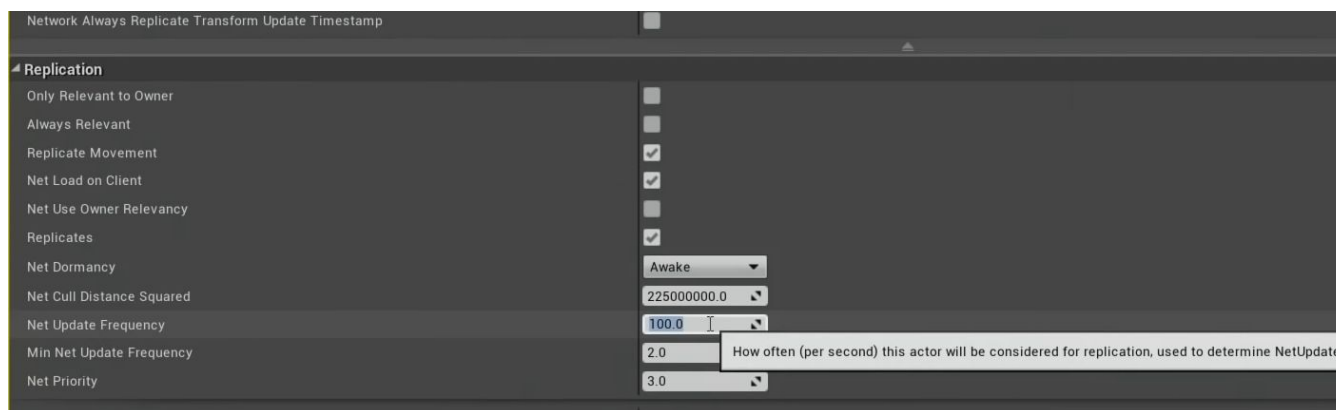 Network Always Replicate Transform Update Timestamp
Replication
Only Relevant to Owner
Always Relevant
Replicate Movement
Net Load on Client
Net Use Owner Relevancy
Replicates
Net Dormancy Awake
Net Cull Distance Squared 225000000.0
Net Update Frequency 100.0
Min Net Update Frequency 2.0 How often (per second) this actor will be considered for replication, used to determine NetUpdate
Net Priority 3.0